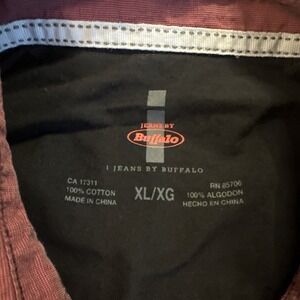 JEANS BY
Buffalo
I JEANS BY BUFFALO
CA 17311
100% COTTON
MADE IN CHINA
XL/XG
RN 85706
100% ALGODON
HECHO EN CHINA